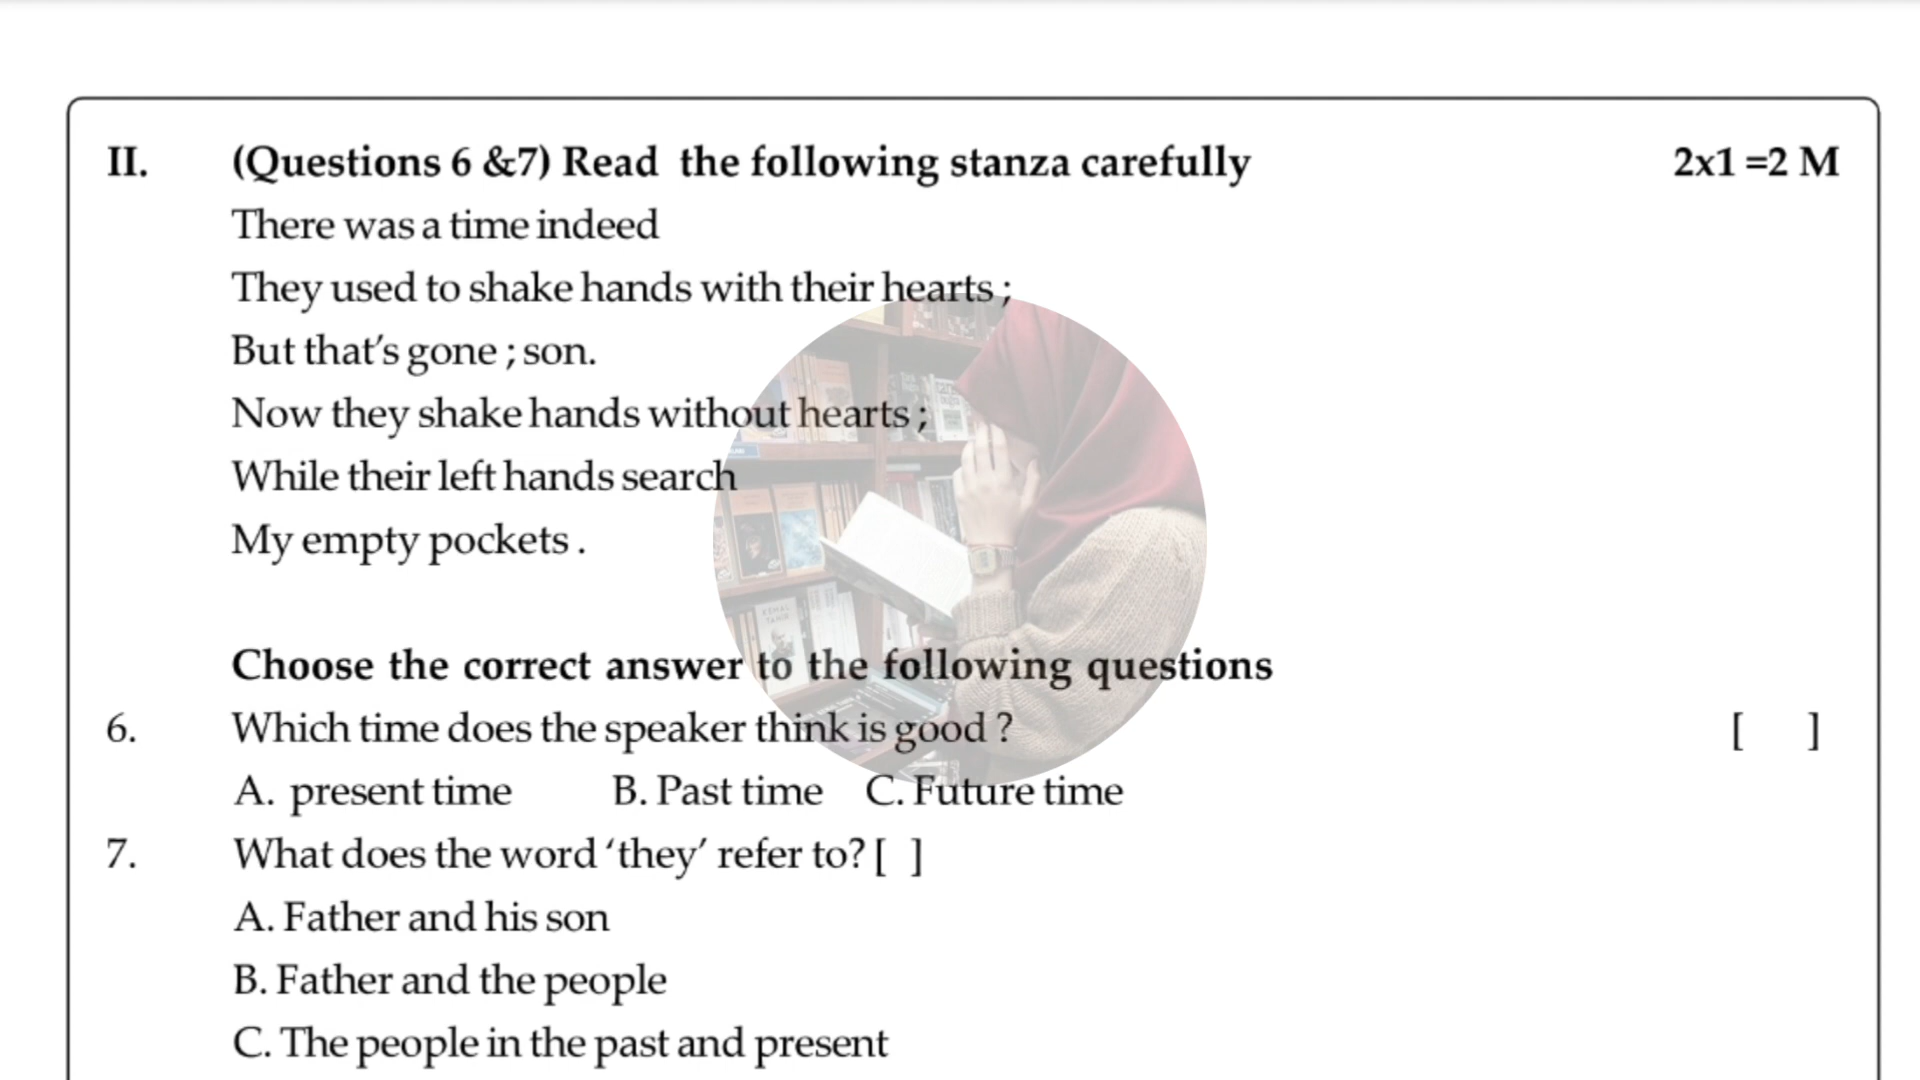 II. (Questions 6 &7) Read the following stanza carefully 2x1 =2 M
There was a time indeed
They used to shake hands with their hearts ;
But that's gone ; son.
Now they shake hands without hearts ;
While their left hands search
My empty pockets .
Choose the correct answer to the following questions
6. Which time does the speaker think is good ? [ ]
A. present time B. Past time C. Future time
7. What does the word ‘they’ refer to? [ ]
A. Father and his son
B. Father and the people
C. The people in the past and present
KEMAL
TAHIR